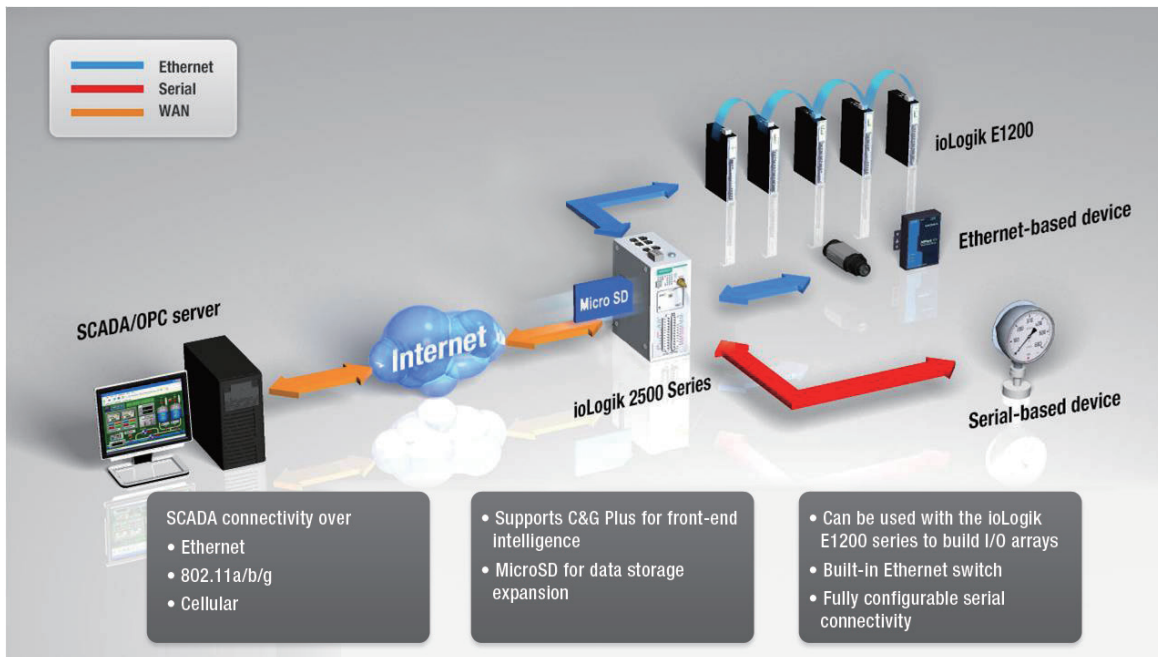 Ethernet
Serial
WAN
ioLogik E1200
Ethernet-based device
Micro SD
SCADA/OPC server
Internet
ioLogik 2500 Series
Serial-based device
SCADA connectivity over
• Ethernet
• 802.11a/b/g
• Cellular
• Supports C&G Plus for front-end
intelligence
• MicroSD for data storage
expansion
• Can be used with the ioLogik
E1200 series to build I/O arrays
• Built-in Ethernet switch
• Fully configurable serial
connectivity